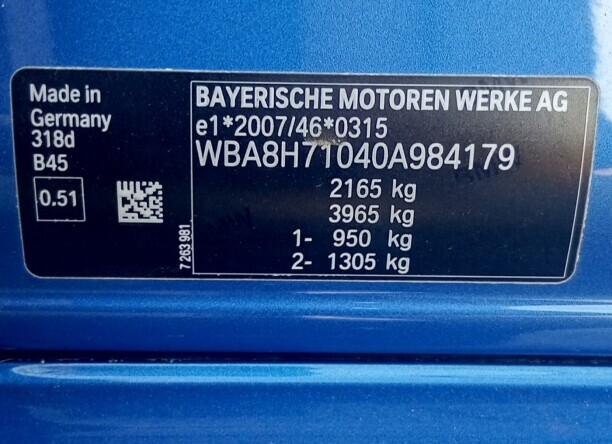 Made in
Germany
318d
B45
0.51
7 263 981
BAYERISCHE MOTOREN WERKE AG
e1*2007/46*0315
WBA8H71040A984179
2165 kg
3965 kg
1- 950 kg
2- 1305 kg